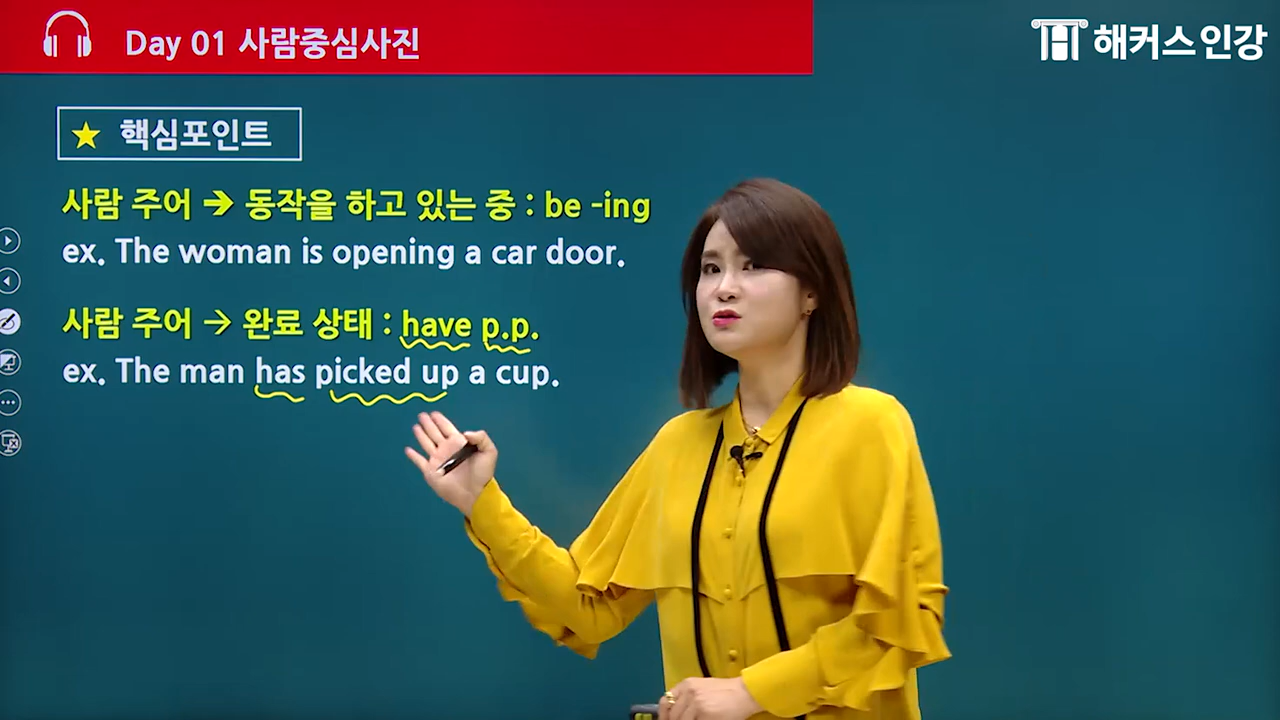 Day 01 사람중심사진
해커스인강
★ 핵심포인트
사람 주어 ➔ 동작을 하고 있는 중 : be -ing
ex. The woman is opening a car door.
사람 주어 → 완료 상태 : have p.p.
ex. The man has picked up a cup.